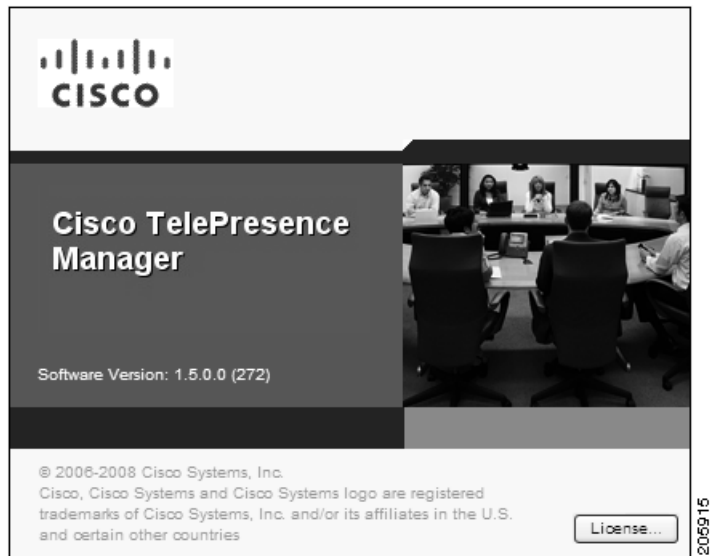 CISCO
Cisco TelePresence
Manager
Software Version: 1.5.0.0 (272)
© 2006-2008 Cisco Systems, Inc.
Cisco, Cisco Systems and Cisco Systems logo are registered
trademarks of Cisco Systems, Inc. and/or its affiliates in the U.S.
and certain other countries
License...
205915